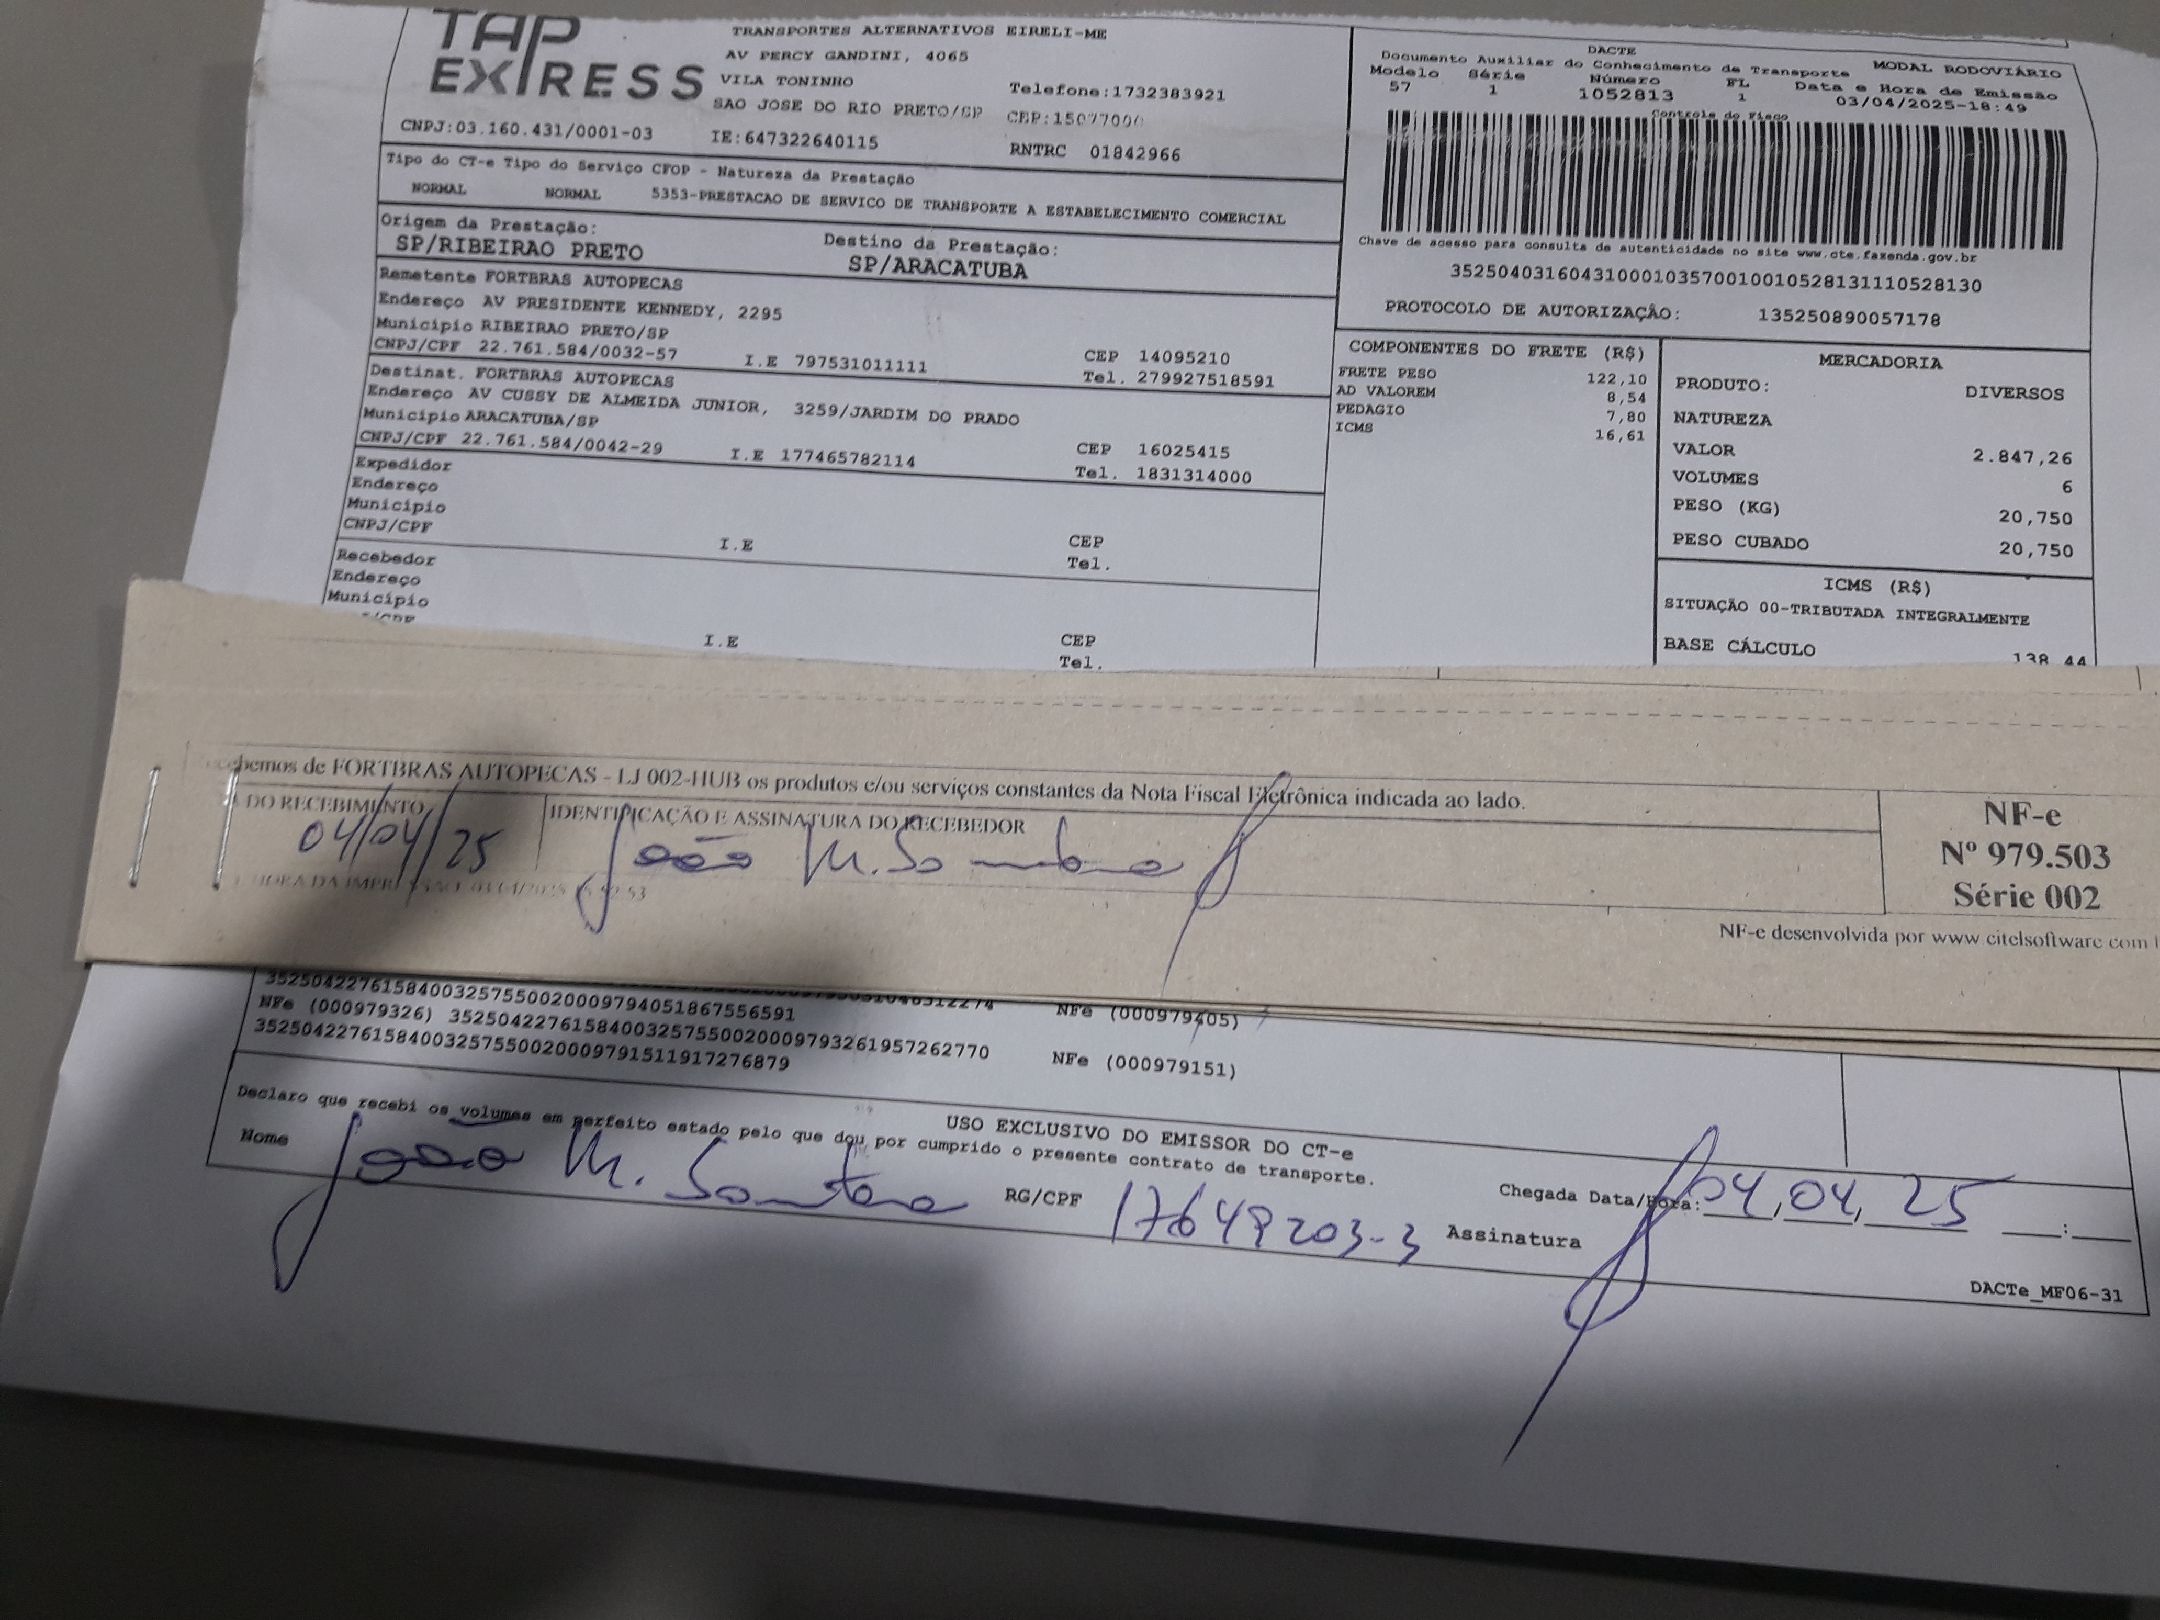 TAP EXPRESS
TRANSPORTES ALTERNATIVOS EIRELI-ME
AV PERCY GANDINI, 4065
VILA TONINHO
Telefone:1732383921
SAO JOSE DO RIO PRETO/SP
CEP:15077000
CNPJ:03.160.431/0001-03
IE:647322640115
RNTRC 01842966
DACTE
MODAL RODOVIÁRIO
Documento Auxiliar do Conhecimento de Transporte
Modelo Série Número FL Data e Hora de Emissão
57 1 1052813 1 03/04/2025-18:49
Controle do Fisco
Chave de acesso para consulta de autenticidade no site www.cte.fazenda.gov.br
35250403160431000103570010010528131110528130
PROTOCOLO DE AUTORIZAÇÂO: 135250890057178
Tipo do CT-e Tipo do Serviço CFOP - Natureza da Prestação
NORMAL NORMAL 5353-PRESTACAO DE SERVICO DE TRANSPORTE A ESTABELECIMENTO COMERCIAL
Origem da Prestação: Destino da Prestação:
SP/RIBEIRAO PRETO SP/ARACATUBA
Remetente FORTBRAS AUTOPECAS
Endereço AV PRESIDENTE KENNEDY, 2295
Município RIBEIRAO PRETO/SP CEP 14095210
CNPJ/CPF 22.761.584/0032-57 I.E 797531011111 Tel. 279927518591
Destinat. FORTBRAS AUTOPECAS
Endereço AV CUSSY DE ALMEIDA JUNIOR, 3259/JARDIM DO PRADO
Município ARACATUBA/SP CEP 16025415
CNPJ/CPF 22.761.584/0042-29 I.E 177465782114 Tel. 1831314000
Expedidor
Endereço
Município CEP
CNPJ/CPF I.E Tel.
Recebedor
Endereço
Município CEP
I.E Tel.
COMPONENTES DO FRETE (R$)
FRETE PESO 122,10
AD VALOREM 8,54
PEDAGIO 7,80
ICMS 16,61
MERCADORIA
PRODUTO: DIVERSOS
NATUREZA
VALOR 2.847,26
VOLUMES 6
PESO (KG) 20,750
PESO CUBADO 20,750
ICMS (R$)
SITUAÇÃO 00-TRIBUTADA INTEGRALMENTE
BASE CÁLCULO 138,44
ebemos de FORTBRAS AUTOPECAS - LJ 002-HUB os produtos e/ou serviços constantes da Nota Fiscal Eletrônica indicada ao lado.
DO RECEBIMENTO IDENTIFICAÇÃO E ASSINATURA DO RECEBEDOR
04/04/25 João M. Santana
NF-e
Nº 979.503
Série 002
NF-e desenvolvida por www.citelsoftware.com
35250422761584003257550020009794051867556591 NFe (000979405)
NFe (000979326) 35250422761584003257550020009793261957262770
35250422761584003257550020009791511917276879 NFe (000979151)
USO EXCLUSIVO DO EMISSOR DO CT-e
Declaro que recebi os volumes em perfeito estado pelo que dou por cumprido o presente contrato de transporte.
Nome João M. Santana RG/CPF 17649203-3 Assinatura
Chegada Data/Hora: 04,04,25 :
DACTe_MF06-31